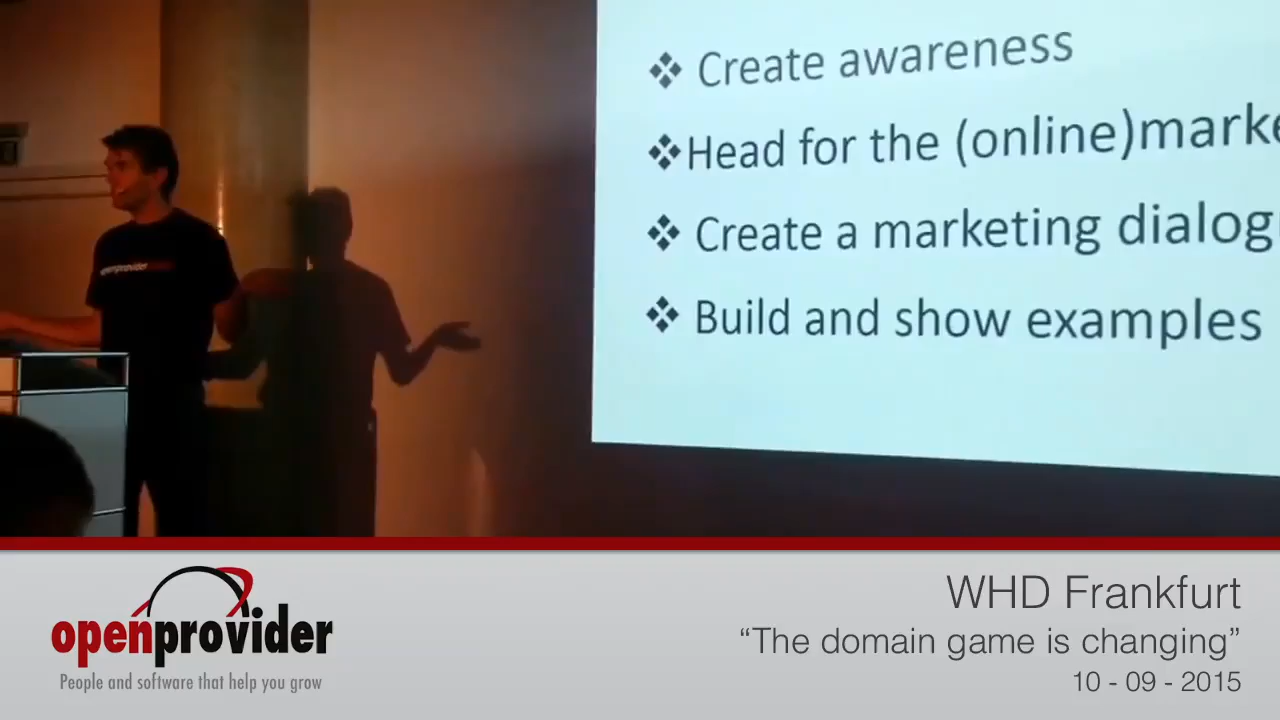 Create awareness
Head for the (online)marke
Create a marketing dialog
Build and show examples
openprovider
openprovider
People and software that help you grow
WHD Frankfurt
“The domain game is changing”
10 - 09 - 2015